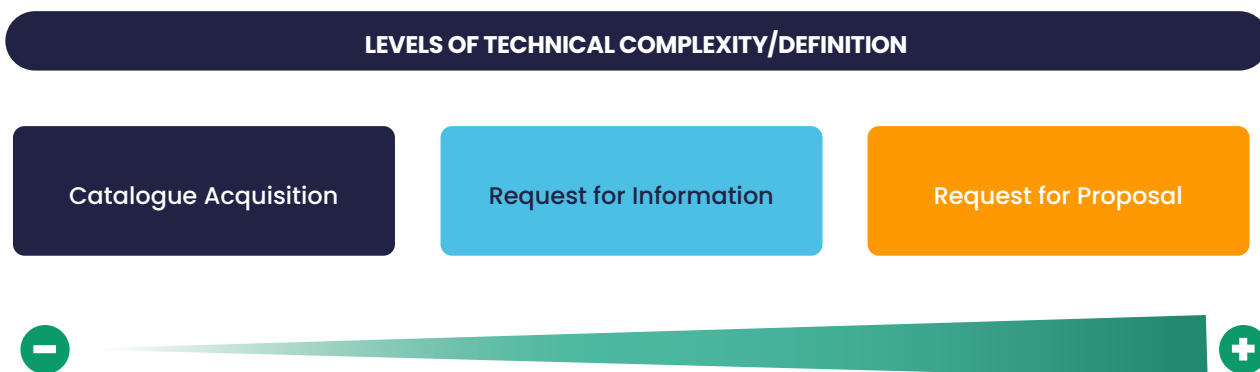 LEVELS OF TECHNICAL COMPLEXITY/DEFINITION
Catalogue Acquisition
Request for Information
Request for Proposal